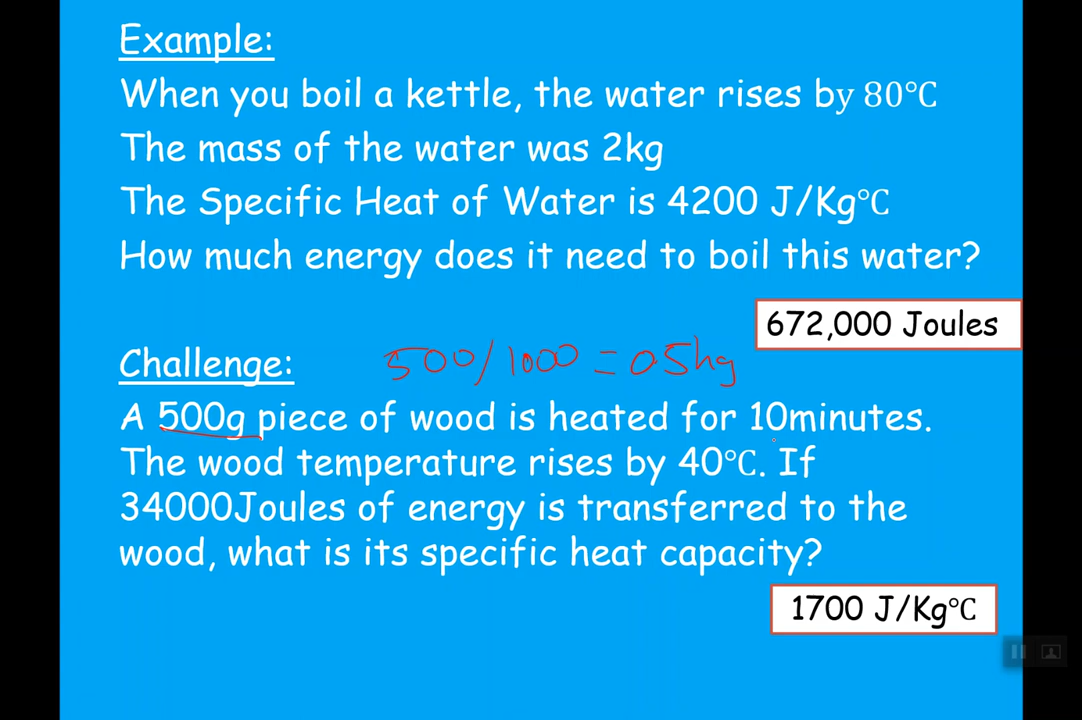 Example:
When you boil a kettle, the water rises by 80°C
The mass of the water was 2kg
The Specific Heat of Water is 4200 J/Kg°C
How much energy does it need to boil this water?
672,000 Joules
Challenge:
500/1000 = 0.5kg
A 500g piece of wood is heated for 10minutes.
The wood temperature rises by 40°C. If
34000Joules of energy is transferred to the
wood, what is its specific heat capacity?
1700 J/Kg°C